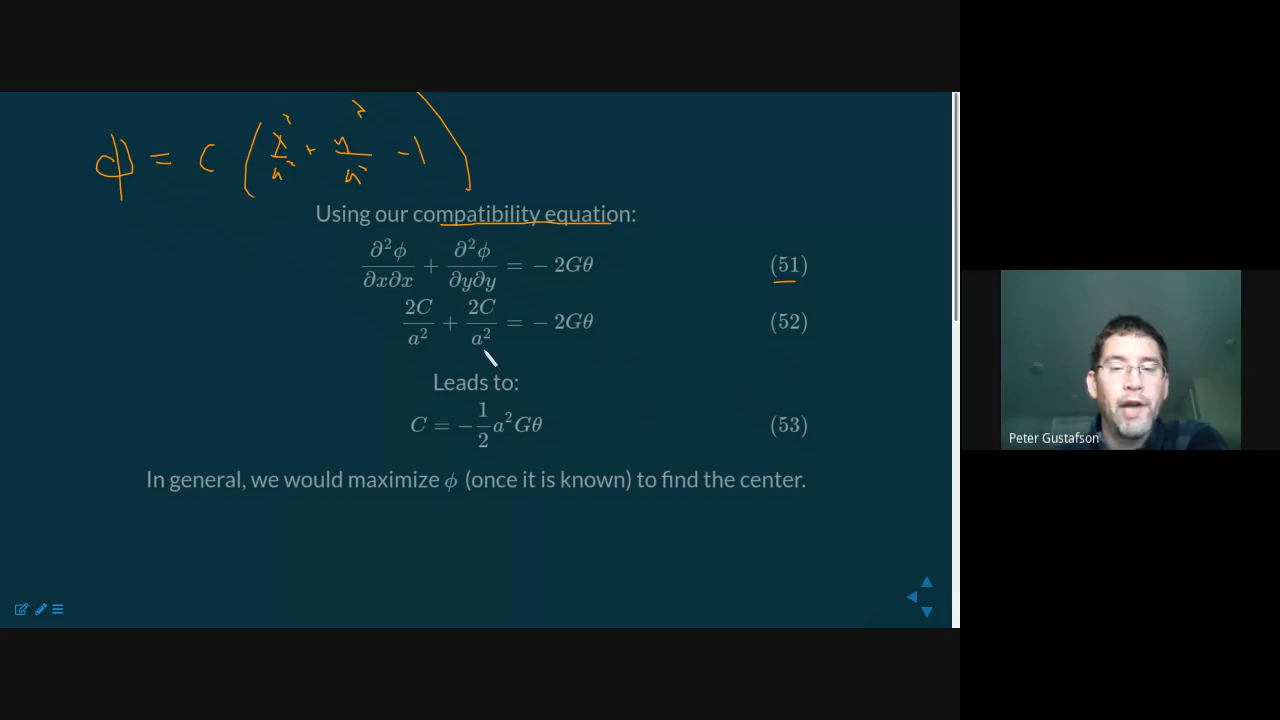 ϕ = C (x²/a² + y²/a² - 1)
Using our compatibility equation:
∂²ϕ/∂x∂x + ∂²ϕ/∂y∂y = − 2Gθ (51)
2C/a² + 2C/a² = − 2Gθ (52)
Leads to:
C = −1/2 a²Gθ (53)
Peter Gustafson
In general, we would maximize ϕ (once it is known) to find the center.